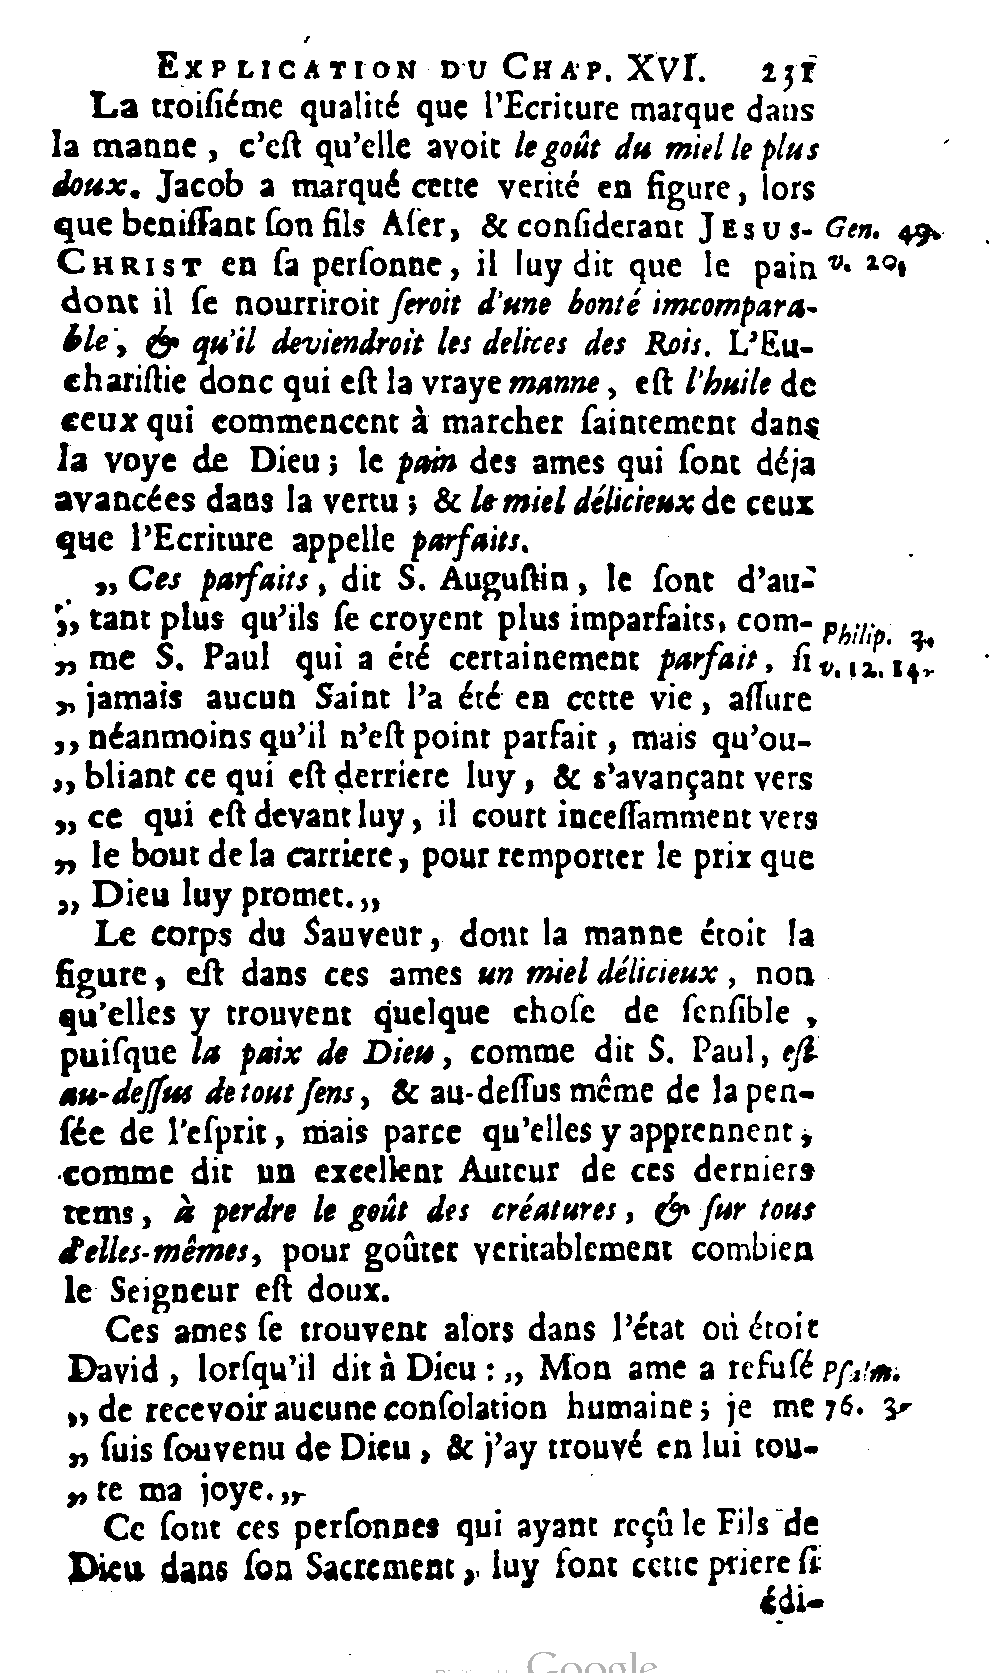 EXPLICATION DU CHAP. XVI. 231
La troiſiéme qualité que l'Ecriture marque dans
la manne, c'eſt qu'elle avoit le goût du miel le plus
doux. Jacob a marqué cette verité en figure, lors
que beniſſant ſon fils Aſer, & conſiderant JESUS- Gen. 49.
CHRIST en ſa perſonne, il luy dit que le pain v. 20.
dont il ſe nourriroit ſeroit d'une bonté imcompara-
ble, & qu'il deviendroit les delices des Rois. L'Eu-
chariſtie donc qui eſt la vraye manne, eſt l'huile de
ceux qui commencent à marcher ſaintement dans
la voye de Dieu; le pain des ames qui ſont déja
avancées dans la vertu; & le miel délicieux de ceux
que l'Ecriture appelle parfaits.
„ Ces parfaits, dit S. Auguſtin, le ſont d'au-
„ tant plus qu'ils ſe croyent plus imparfaits, com- Philip. 3.
„ me S. Paul qui a été certainement parfait, ſi v. 12. 14.
„ jamais aucun Saint l'a été en cette vie, aſſure
„ néanmoins qu'il n'eſt point parfait, mais qu'ou-
„ bliant ce qui eſt derriere luy, & s'avançant vers
„ ce qui eſt devant luy, il court inceſſamment vers
„ le bout de la carriere, pour remporter le prix que
„ Dieu luy promet. „
Le corps du Sauveur, dont la manne étoit la
figure, eſt dans ces ames un miel délicieux, non
qu'elles y trouvent quelque choſe de ſenſible,
puiſque la paix de Dieu, comme dit S. Paul, eſt
au-deſſus de tout ſens, & au-deſſus même de la pen-
ſée de l'eſprit, mais parce qu'elles y apprennent,
comme dit un excellent Auteur de ces derniers
tems, à perdre le goût des créatures, & ſur tous
d'elles-mêmes, pour goûter veritablement combien
le Seigneur eſt doux.
Ces ames ſe trouvent alors dans l'état où étoit
David, lorſqu'il dit à Dieu: „ Mon ame a refuſé Pſalm.
„ de recevoir aucune conſolation humaine; je me 76. 3.
„ ſuis ſouvenu de Dieu, & j'ay trouvé en lui tou-
„ te ma joye. „
Ce ſont ces perſonnes qui ayant reçû le Fils de
Dieu dans ſon Sacrement, luy font cette priere ſi
édi-
Google